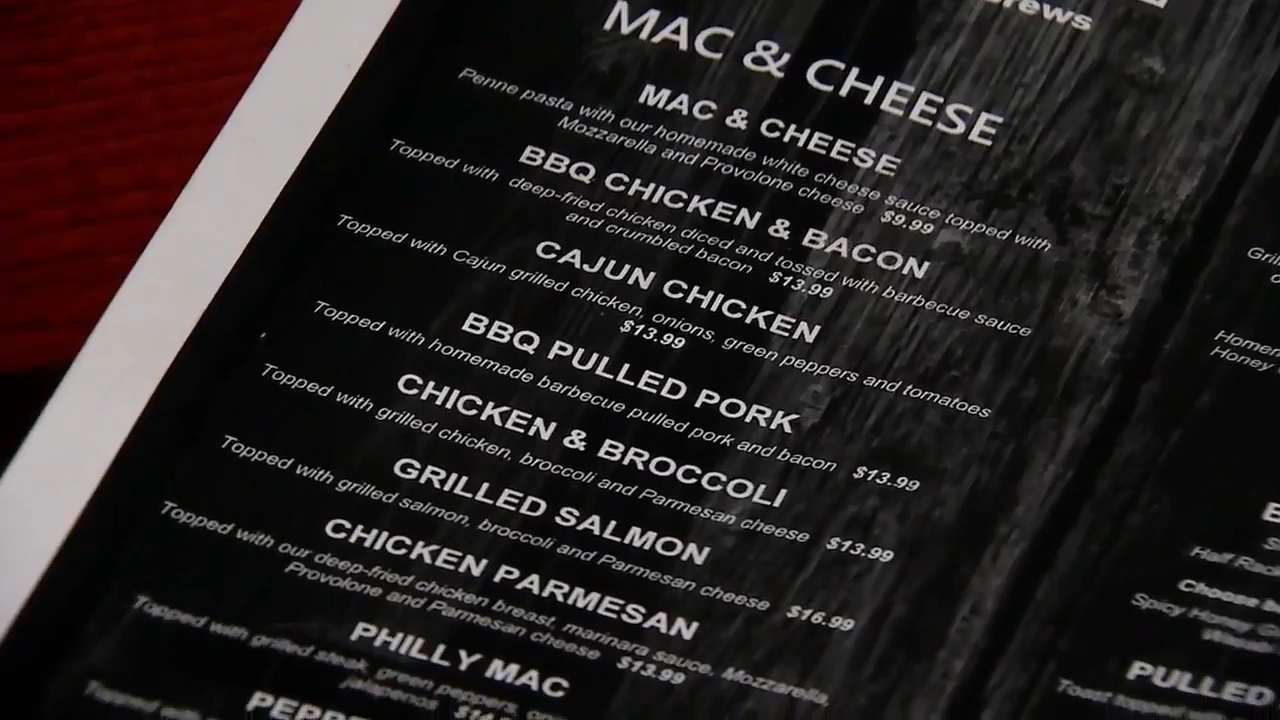 MAC & CHEESE
MAC & CHEESE
Penne pasta with our homemade white cheese sauce topped with
Mozzarella and Provolone cheese $9.99
BBQ CHICKEN & BACON
Topped with deep-fried chicken diced and tossed with barbecue sauce
and crumbled bacon $13.99
CAJUN CHICKEN
Topped with Cajun grilled chicken, onions, green peppers and tomatoes
$13.99
BBQ PULLED PORK
Topped with homemade barbecue pulled pork and bacon $13.99
CHICKEN & BROCCOLI
Topped with grilled chicken, broccoli and Parmesan cheese $13.99
GRILLED SALMON
Topped with grilled salmon, broccoli and Parmesan cheese $16.99
CHICKEN PARMESAN
Topped with our deep-fried chicken breast, marinara sauce, Mozzarella,
Provolone and Parmesan cheese $13.99
PHILLY MAC
Topped with grilled steak, green peppers,
jalapenos
Topped with
Honey
Half
Choose
Spicy Honey,
PULLED
Toast topped